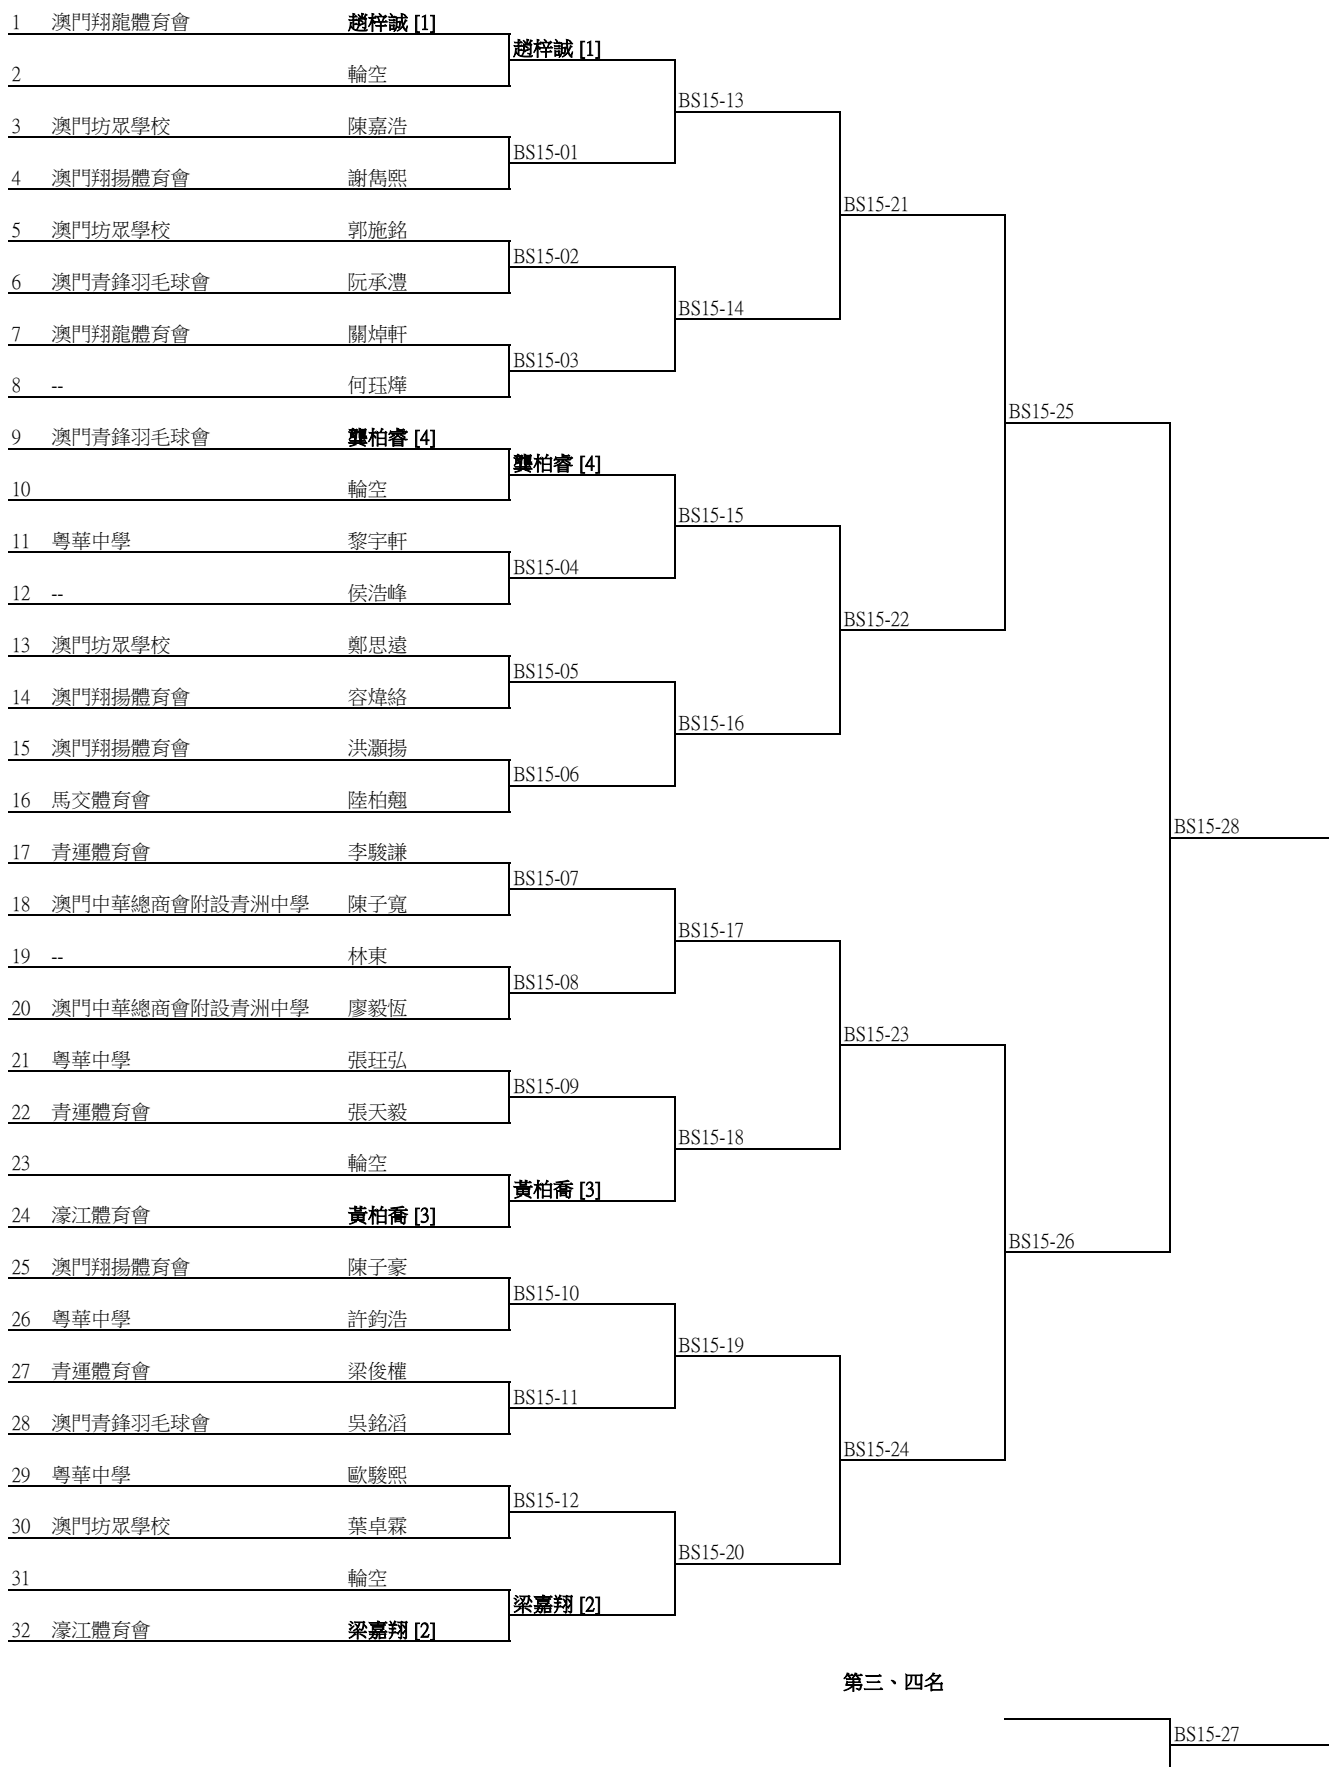 1 澳門翔龍體育會 趙梓誠 [1]
趙梓誠 [1]
2 輪空
BS15-13
3 澳門坊眾學校 陳嘉浩
BS15-01
4 澳門翔揚體育會 謝雋熙
BS15-21
5 澳門坊眾學校 郭施銘
BS15-02
6 澳門青鋒羽毛球會 阮承澧
BS15-14
7 澳門翔龍體育會 關焯軒
BS15-03
8 -- 何玨燁
BS15-25
9 澳門青鋒羽毛球會 龔柏睿 [4]
龔柏睿 [4]
10 輪空
BS15-15
11 粵華中學 黎宇軒
BS15-04
12 -- 侯浩峰
BS15-22
13 澳門坊眾學校 鄭思遠
BS15-05
14 澳門翔揚體育會 容煒絡
BS15-16
15 澳門翔揚體育會 洪灝揚
BS15-06
16 馬交體育會 陸柏翹
BS15-28
17 青運體育會 李駿謙
BS15-07
18 澳門中華總商會附設青洲中學 陳子寬
BS15-17
19 -- 林東
BS15-08
20 澳門中華總商會附設青洲中學 廖毅恆
BS15-23
21 粵華中學 張玨弘
BS15-09
22 青運體育會 張天毅
BS15-18
23 輪空
黃柏喬 [3]
24 濠江體育會 黃柏喬 [3]
BS15-26
25 澳門翔揚體育會 陳子豪
BS15-10
26 粵華中學 許鈞浩
BS15-19
27 青運體育會 梁俊權
BS15-11
28 澳門青鋒羽毛球會 吳銘滔
BS15-24
29 粵華中學 歐駿熙
BS15-12
30 澳門坊眾學校 葉卓霖
BS15-20
31 輪空
梁嘉翔 [2]
32 濠江體育會 梁嘉翔 [2]
第三、四名
BS15-27